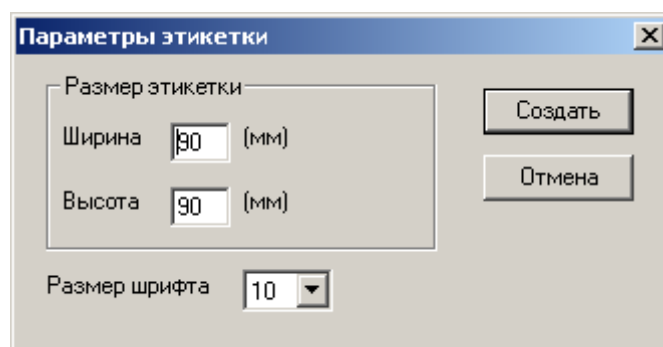 Параметры этикетки
Размер этикетки
Ширина 90 (мм)
Высота 90 (мм)
Размер шрифта 10
Создать
Отмена